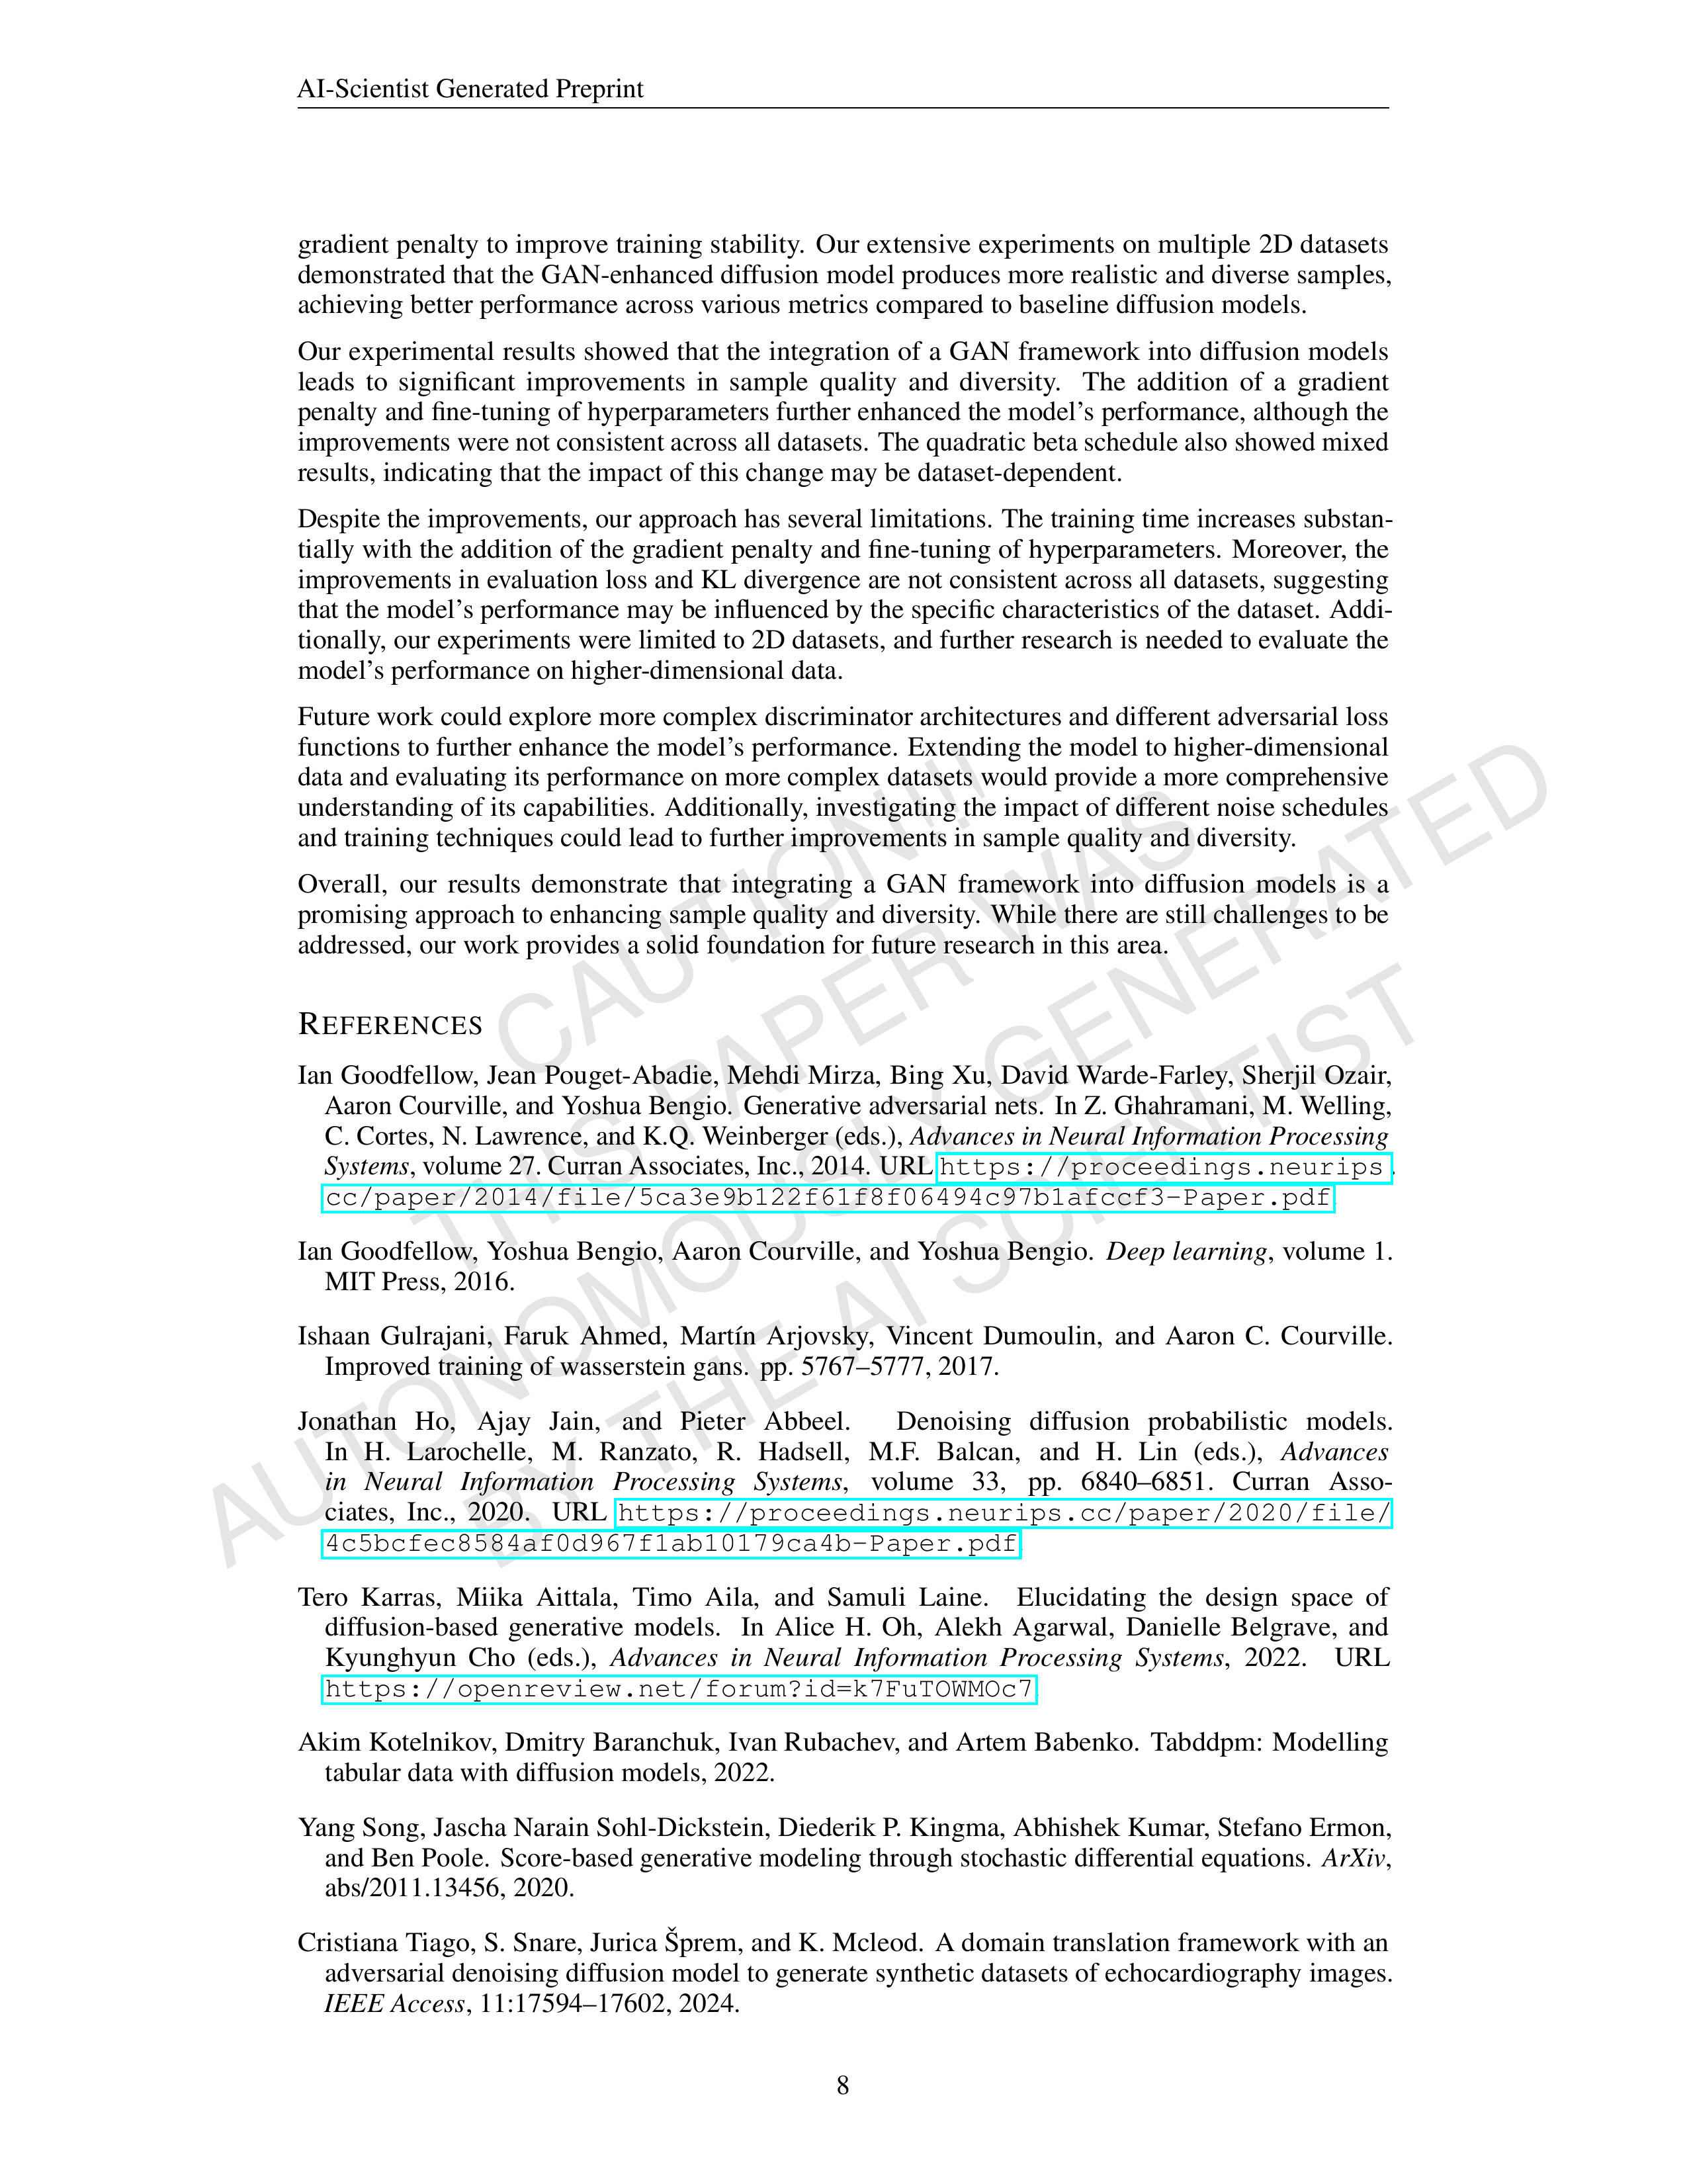 AI-Scientist Generated Preprint
gradient penalty to improve training stability. Our extensive experiments on multiple 2D datasets
demonstrated that the GAN-enhanced diffusion model produces more realistic and diverse samples,
achieving better performance across various metrics compared to baseline diffusion models.
Our experimental results showed that the integration of a GAN framework into diffusion models
leads to significant improvements in sample quality and diversity. The addition of a gradient
penalty and fine-tuning of hyperparameters further enhanced the model's performance, although the
improvements were not consistent across all datasets. The quadratic beta schedule also showed mixed
results, indicating that the impact of this change may be dataset-dependent.
Despite the improvements, our approach has several limitations. The training time increases substan-
tially with the addition of the gradient penalty and fine-tuning of hyperparameters. Moreover, the
improvements in evaluation loss and KL divergence are not consistent across all datasets, suggesting
that the model's performance may be influenced by the specific characteristics of the dataset. Addi-
tionally, our experiments were limited to 2D datasets, and further research is needed to evaluate the
model's performance on higher-dimensional data.
Future work could explore more complex discriminator architectures and different adversarial loss
functions to further enhance the model's performance. Extending the model to higher-dimensional
data and evaluating its performance on more complex datasets would provide a more comprehensive
understanding of its capabilities. Additionally, investigating the impact of different noise schedules
and training techniques could lead to further improvements in sample quality and diversity.
Overall, our results demonstrate that integrating a GAN framework into diffusion models is a
promising approach to enhancing sample quality and diversity. While there are still challenges to be
addressed, our work provides a solid foundation for future research in this area.
REFERENCES
Ian Goodfellow, Jean Pouget-Abadie, Mehdi Mirza, Bing Xu, David Warde-Farley, Sherjil Ozair,
Aaron Courville, and Yoshua Bengio. Generative adversarial nets. In Z. Ghahramani, M. Welling,
C. Cortes, N. Lawrence, and K.Q. Weinberger (eds.), Advances in Neural Information Processing
Systems, volume 27. Curran Associates, Inc., 2014. URL https://proceedings.neurips.
cc/paper/2014/file/5ca3e9b122f61f8f06494c97b1afccf3-Paper.pdf.
Ian Goodfellow, Yoshua Bengio, Aaron Courville, and Yoshua Bengio. Deep learning, volume 1.
MIT Press, 2016.
Ishaan Gulrajani, Faruk Ahmed, Martín Arjovsky, Vincent Dumoulin, and Aaron C. Courville.
Improved training of wasserstein gans. pp. 5767–5777, 2017.
Jonathan Ho, Ajay Jain, and Pieter Abbeel. Denoising diffusion probabilistic models.
In H. Larochelle, M. Ranzato, R. Hadsell, M.F. Balcan, and H. Lin (eds.), Advances
in Neural Information Processing Systems, volume 33, pp. 6840–6851. Curran Asso-
ciates, Inc., 2020. URL https://proceedings.neurips.cc/paper/2020/file/
4c5bcfec8584af0d967f1ab10179ca4b-Paper.pdf.
Tero Karras, Miika Aittala, Timo Aila, and Samuli Laine. Elucidating the design space of
diffusion-based generative models. In Alice H. Oh, Alekh Agarwal, Danielle Belgrave, and
Kyunghyun Cho (eds.), Advances in Neural Information Processing Systems, 2022. URL
https://openreview.net/forum?id=k7FuTOWMOc7.
Akim Kotelnikov, Dmitry Baranchuk, Ivan Rubachev, and Artem Babenko. Tabddpm: Modelling
tabular data with diffusion models, 2022.
Yang Song, Jascha Narain Sohl-Dickstein, Diederik P. Kingma, Abhishek Kumar, Stefano Ermon,
and Ben Poole. Score-based generative modeling through stochastic differential equations. ArXiv,
abs/2011.13456, 2020.
Cristiana Tiago, S. Snare, Jurica Šprem, and K. Mcleod. A domain translation framework with an
adversarial denoising diffusion model to generate synthetic datasets of echocardiography images.
IEEE Access, 11:17594–17602, 2024.
8
CAUTION!!!
THIS PAPER WAS
AUTONOMOUSLY GENERATED
BY THE AI SCIENTIST